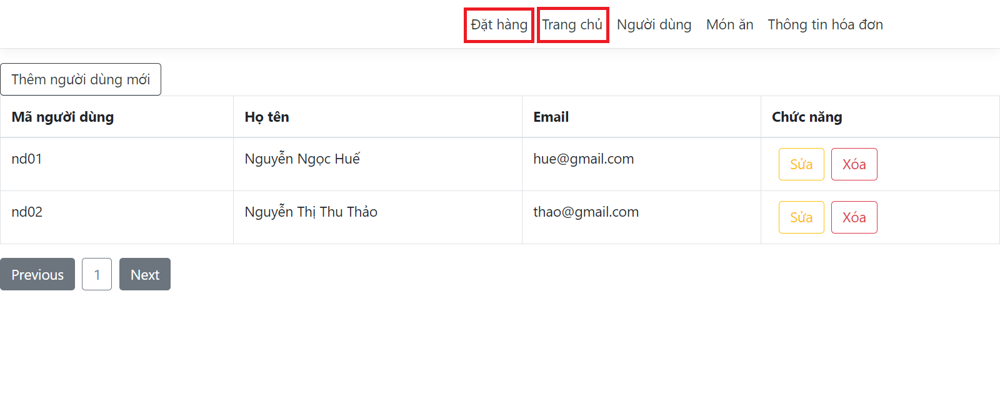 Đặt hàng Trang chủ Người dùng Món ăn Thông tin hóa đơn
Thêm người dùng mới
Mã người dùng Họ tên Email Chức năng
nd01 Nguyễn Ngọc Huế hue@gmail.com Sửa Xóa
nd02 Nguyễn Thị Thu Thảo thao@gmail.com Sửa Xóa
Previous 1 Next